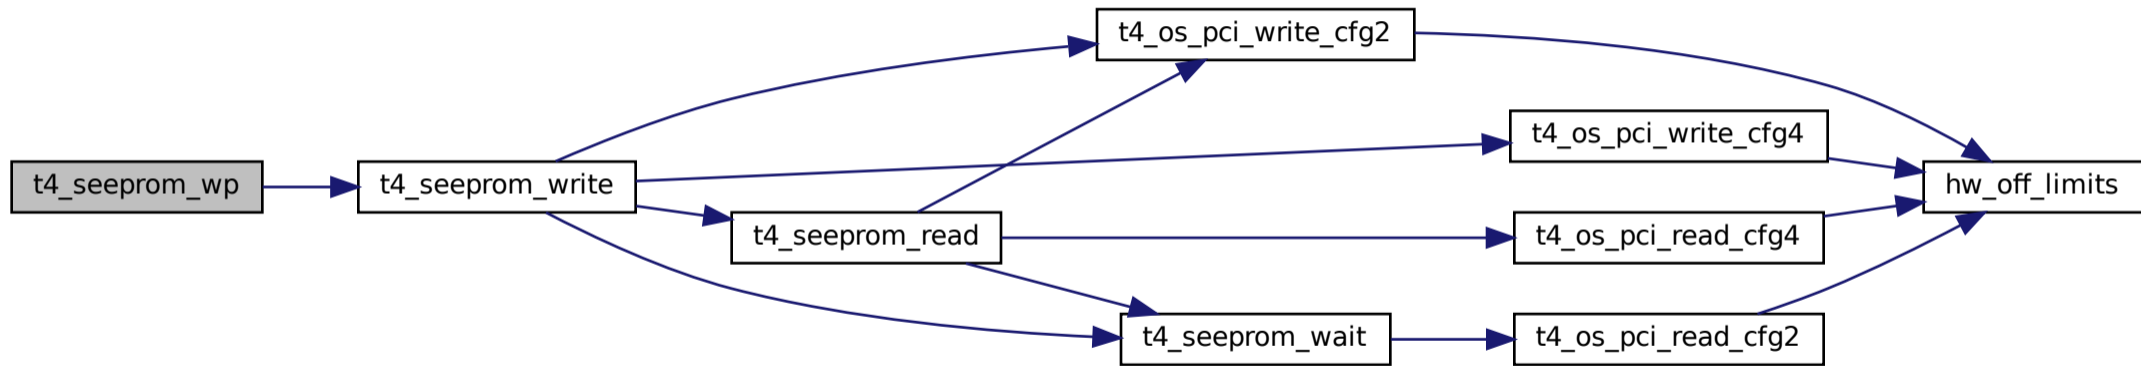 t4_os_pci_write_cfg2
t4_os_pci_write_cfg4
t4_seeprom_wp
t4_seeprom_write
hw_off_limits
t4_seeprom_read
t4_os_pci_read_cfg4
t4_seeprom_wait
t4_os_pci_read_cfg2